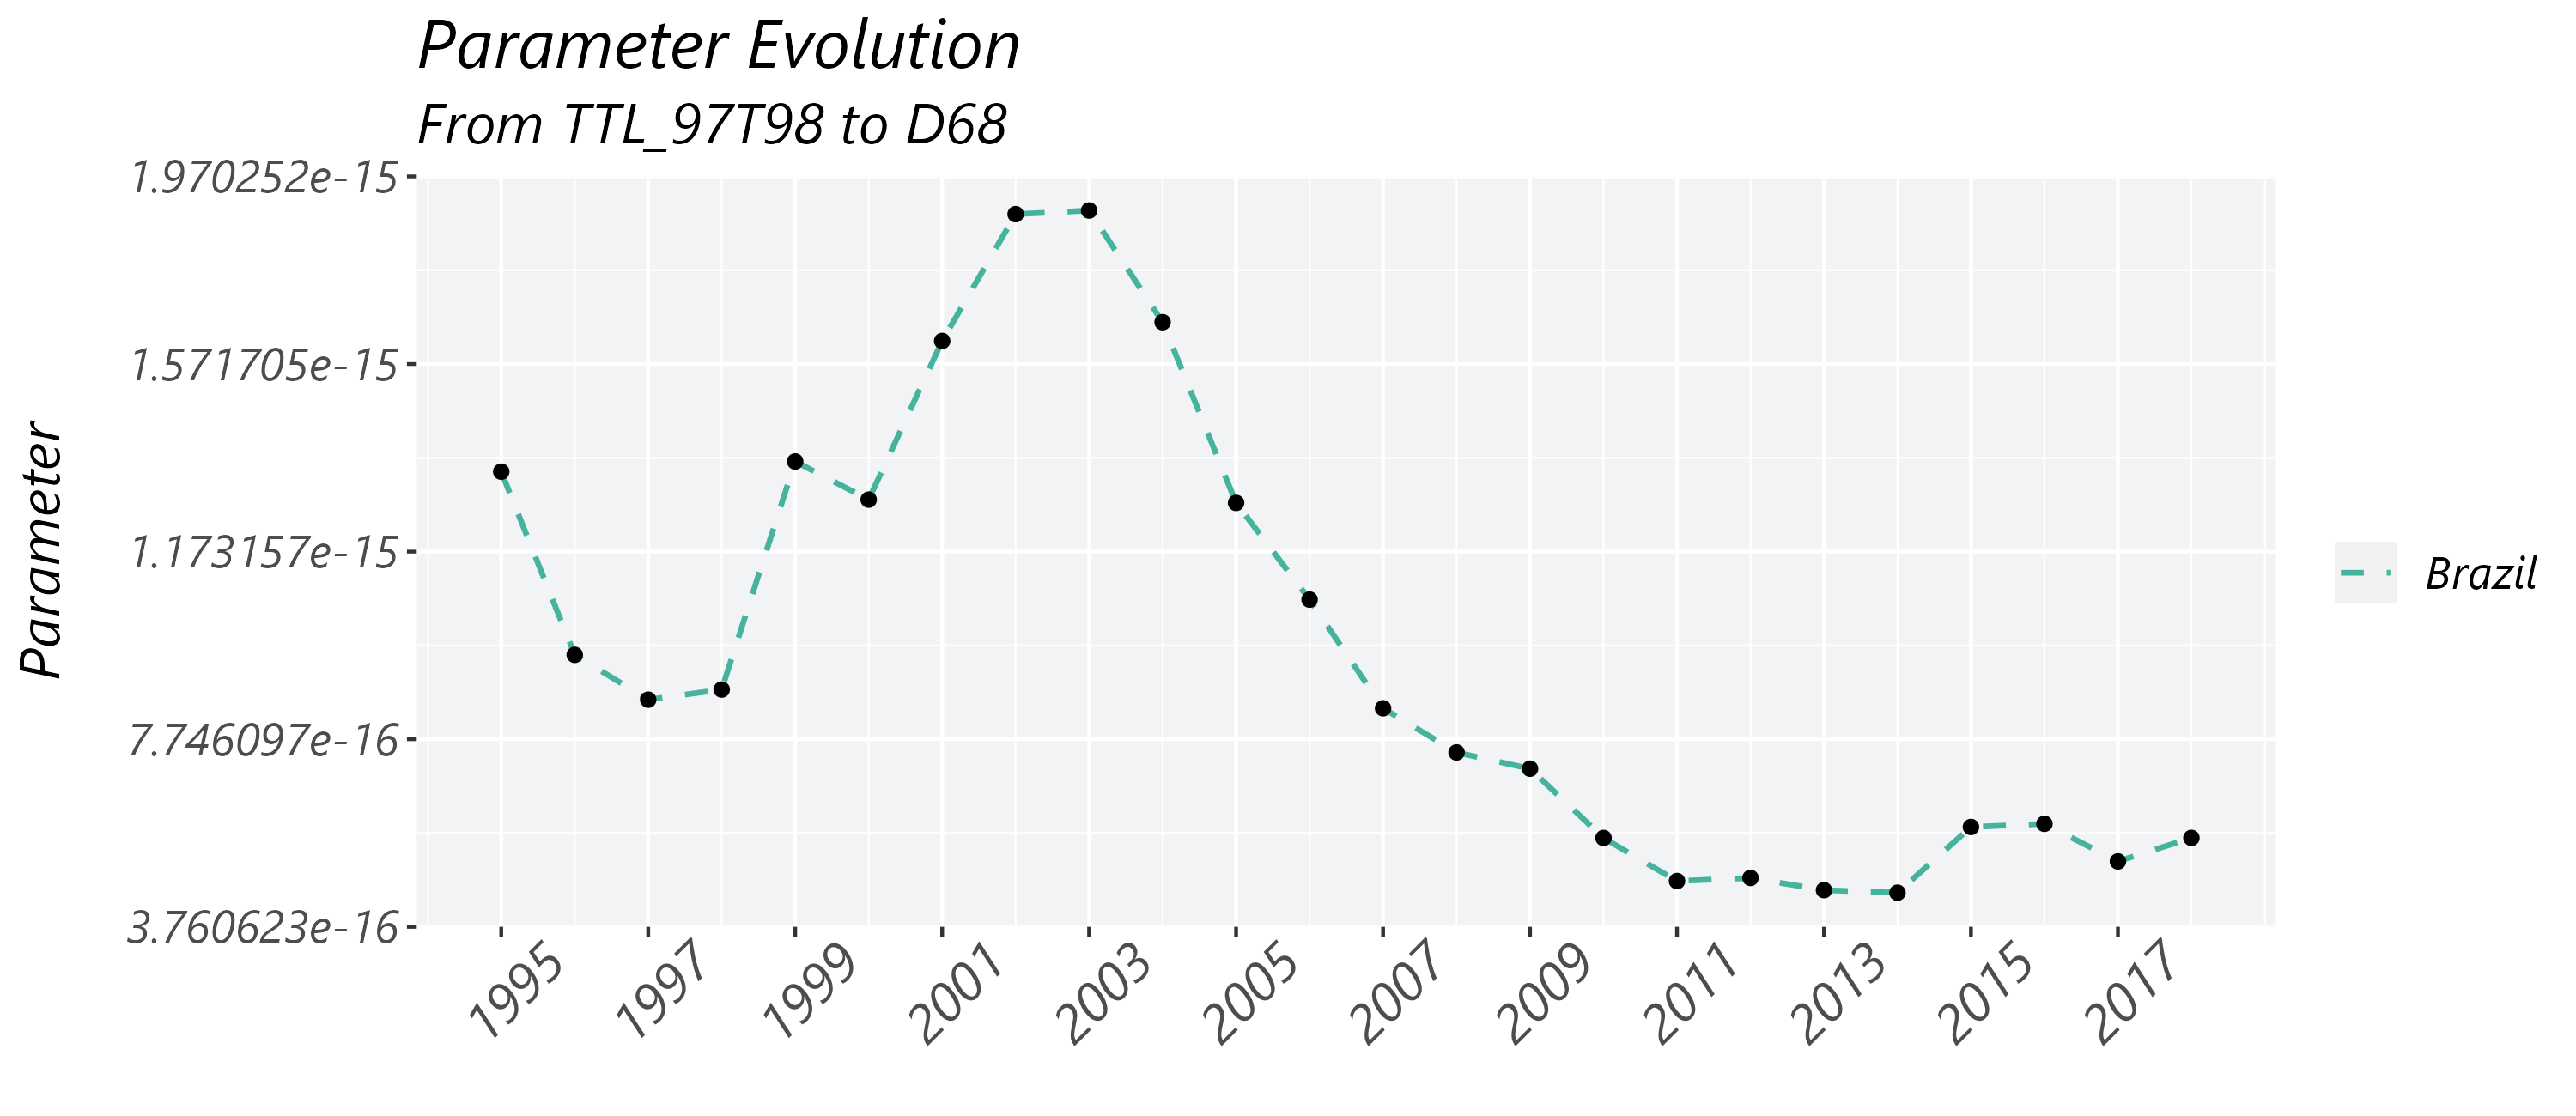 Parameter Evolution
From TTL_97T98 to D68
1.970252e-15
1.571705e-15
1.173157e-15
7.746097e-16
3.760623e-16
Parameter
1995
1997
1999
2001
2003
2005
2007
2009
2011
2013
2015
2017
Brazil